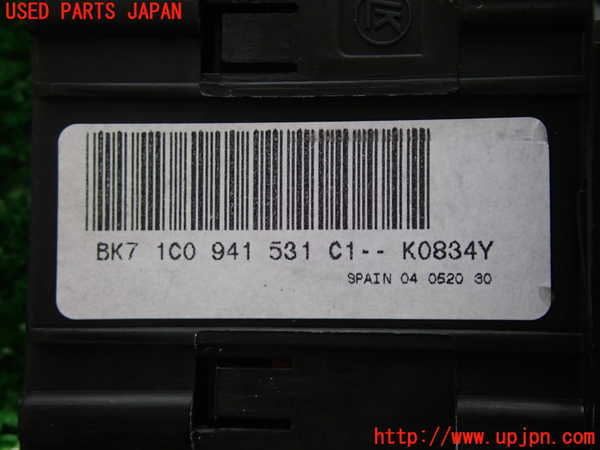 USED PARTS JAPAN
BK7 1C0 941 531 C1-- K0834Y
SPAIN 04 0520 30
http://www.upjpn.com/